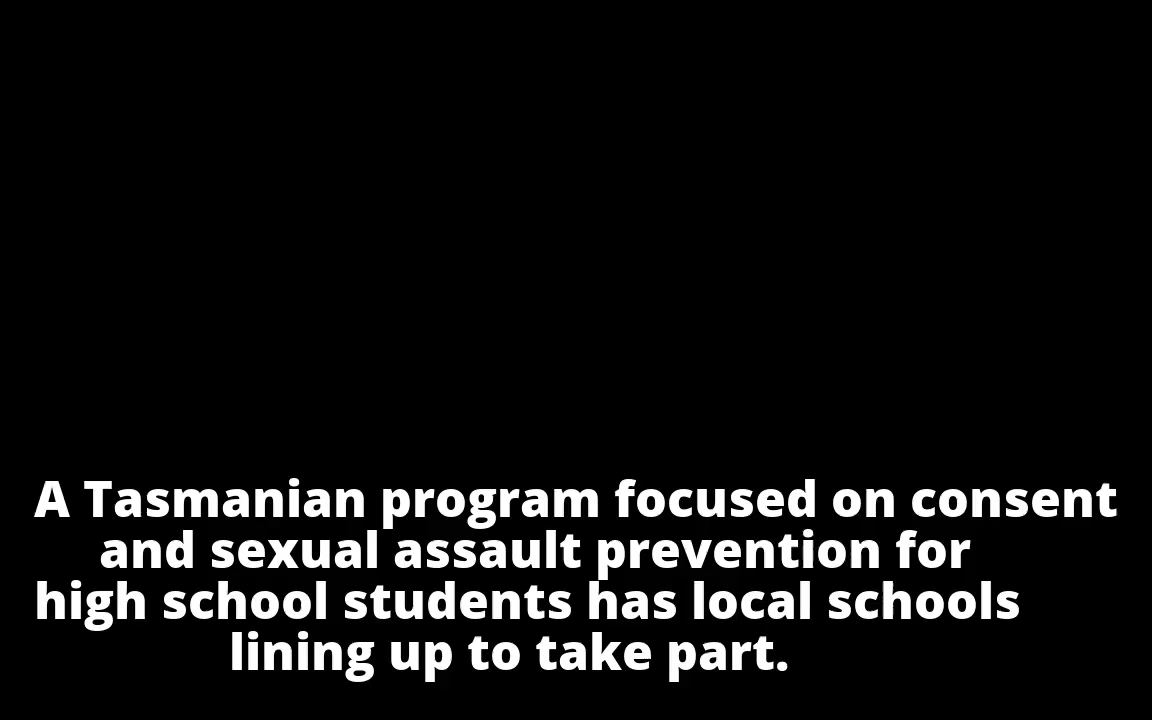 A Tasmanian program focused on consent
and sexual assault prevention for
high school students has local schools
lining up to take part.